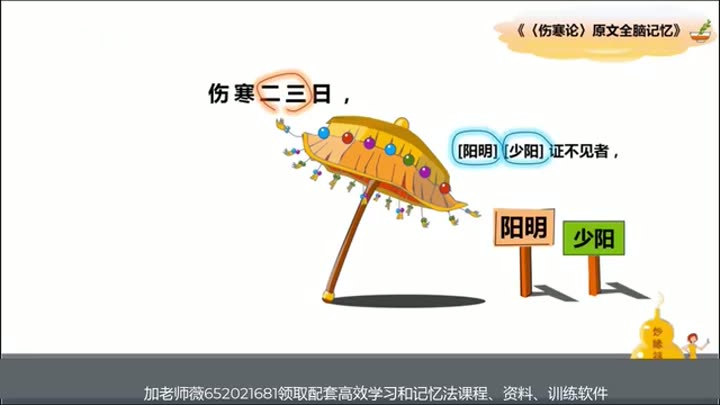 《〈伤寒论〉原文全脑记忆》
伤寒二三日，
[阳明] [少阳] 证不见者，
阳明
少阳
加老师薇652021681领取配套高效学习和记忆法课程、资料、训练软件